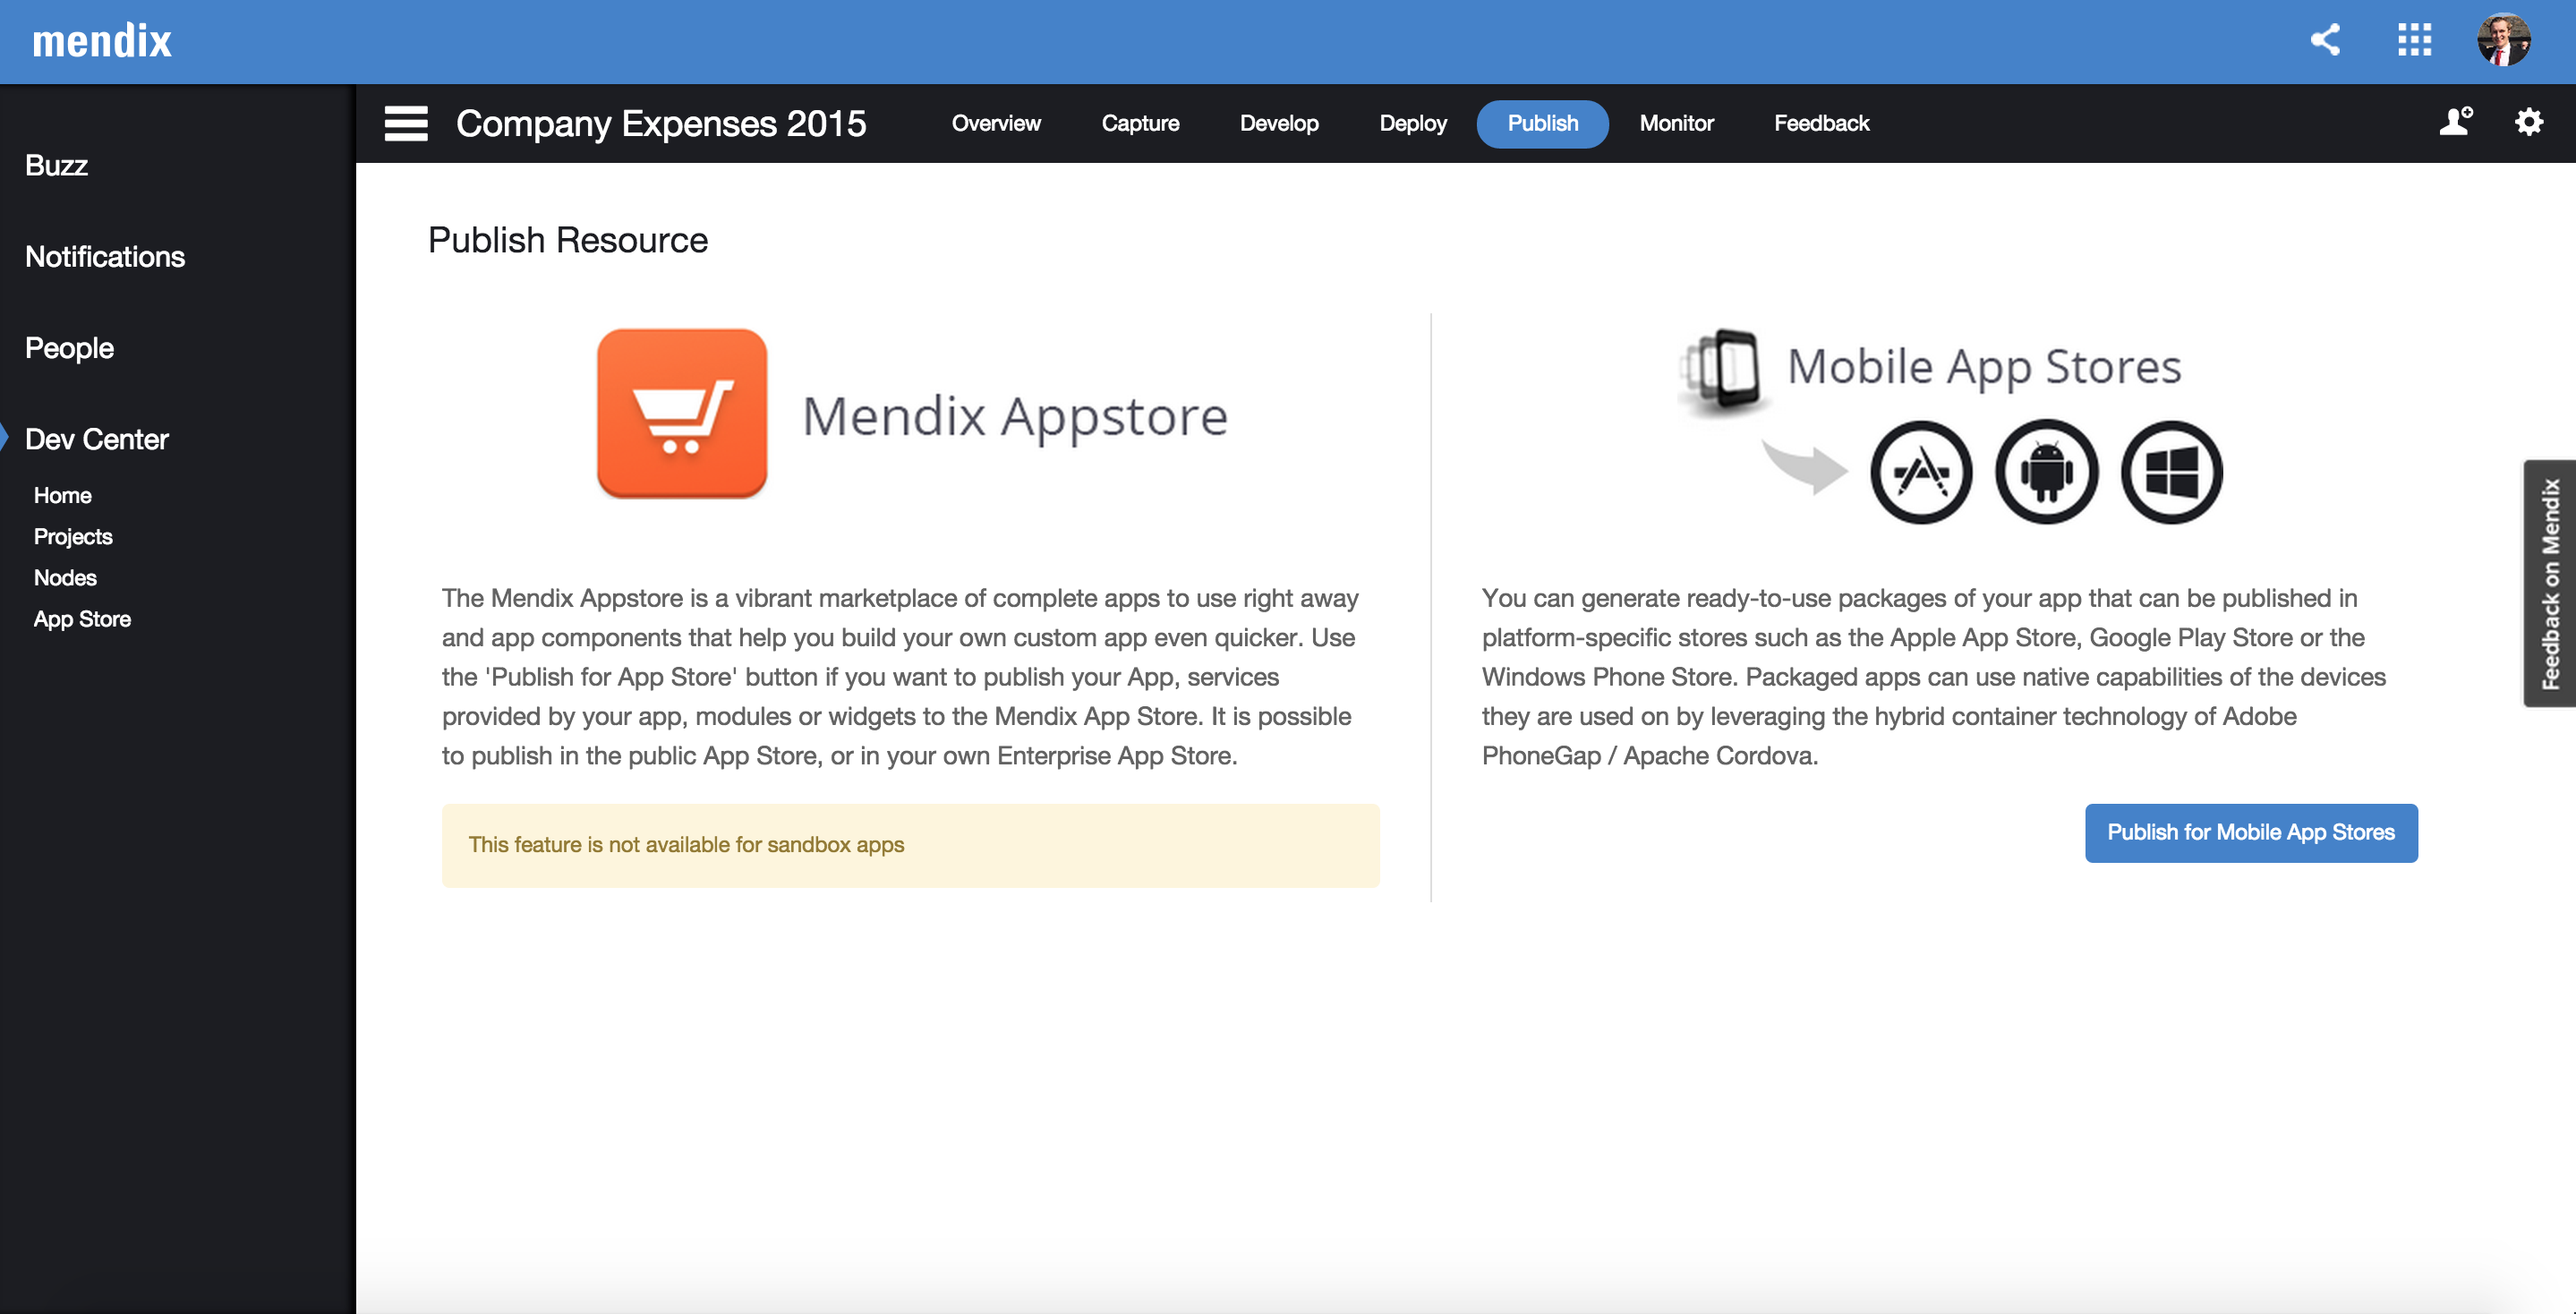 mendix
Buzz
Notifications
People
Dev Center
Home
Projects
Nodes
App Store
Company Expenses 2015
Overview
Capture
Develop
Deploy
Publish
Monitor
Feedback
Publish Resource
Mendix Appstore
The Mendix Appstore is a vibrant marketplace of complete apps to use right away
and app components that help you build your own custom app even quicker. Use
the 'Publish for App Store' button if you want to publish your App, services
provided by your app, modules or widgets to the Mendix App Store. It is possible
to publish in the public App Store, or in your own Enterprise App Store.
This feature is not available for sandbox apps
Mobile App Stores
You can generate ready-to-use packages of your app that can be published in
platform-specific stores such as the Apple App Store, Google Play Store or the
Windows Phone Store. Packaged apps can use native capabilities of the devices
they are used on by leveraging the hybrid container technology of Adobe
PhoneGap / Apache Cordova.
Publish for Mobile App Stores
Feedback on Mendix